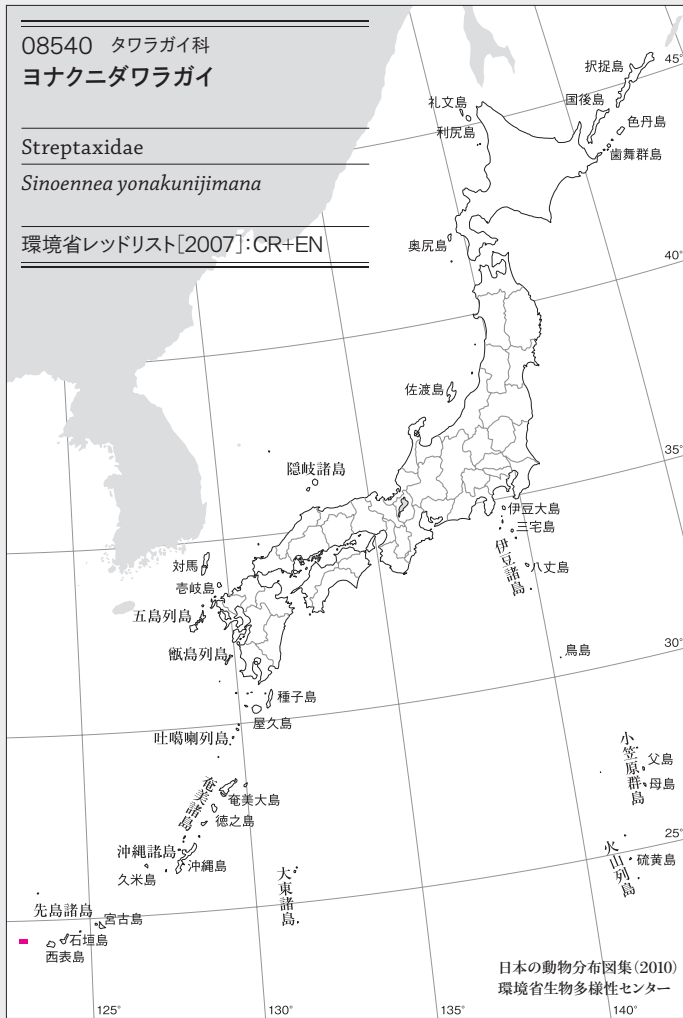 08540 タワラガイ科
ヨナクニダワラガイ
Streptaxidae
Sinoennea yonakunijimana
環境省レッドリスト[2007]:CR+EN
択捉島
45°
礼文島
国後島
利尻島
色丹島
歯舞群島
奥尻島
40°
佐渡島
35°
隠岐諸島
伊豆大島
三宅島
対馬
八丈島
伊豆諸島
壱岐島
五島列島
甑島列島
鳥島
30°
種子島
屋久島
吐噶喇列島
小笠原群島
父島
母島
奄美諸島
奄美大島
徳之島
25°
沖縄諸島
沖縄島
火山列島
硫黄島
久米島
大東諸島
先島諸島
宮古島
石垣島
西表島
日本の動物分布図集(2010)
環境省生物多様性センター
125°
130°
135°
140°